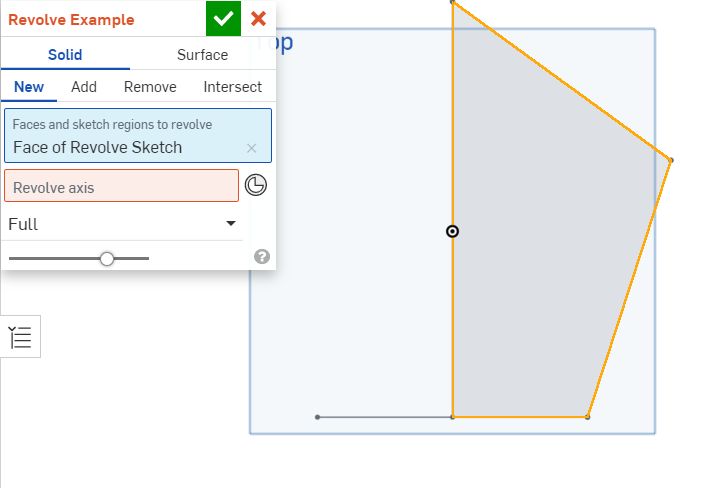 Revolve Example
Top
Solid Surface
New Add Remove Intersect
Faces and sketch regions to revolve
Face of Revolve Sketch
Revolve axis
Full